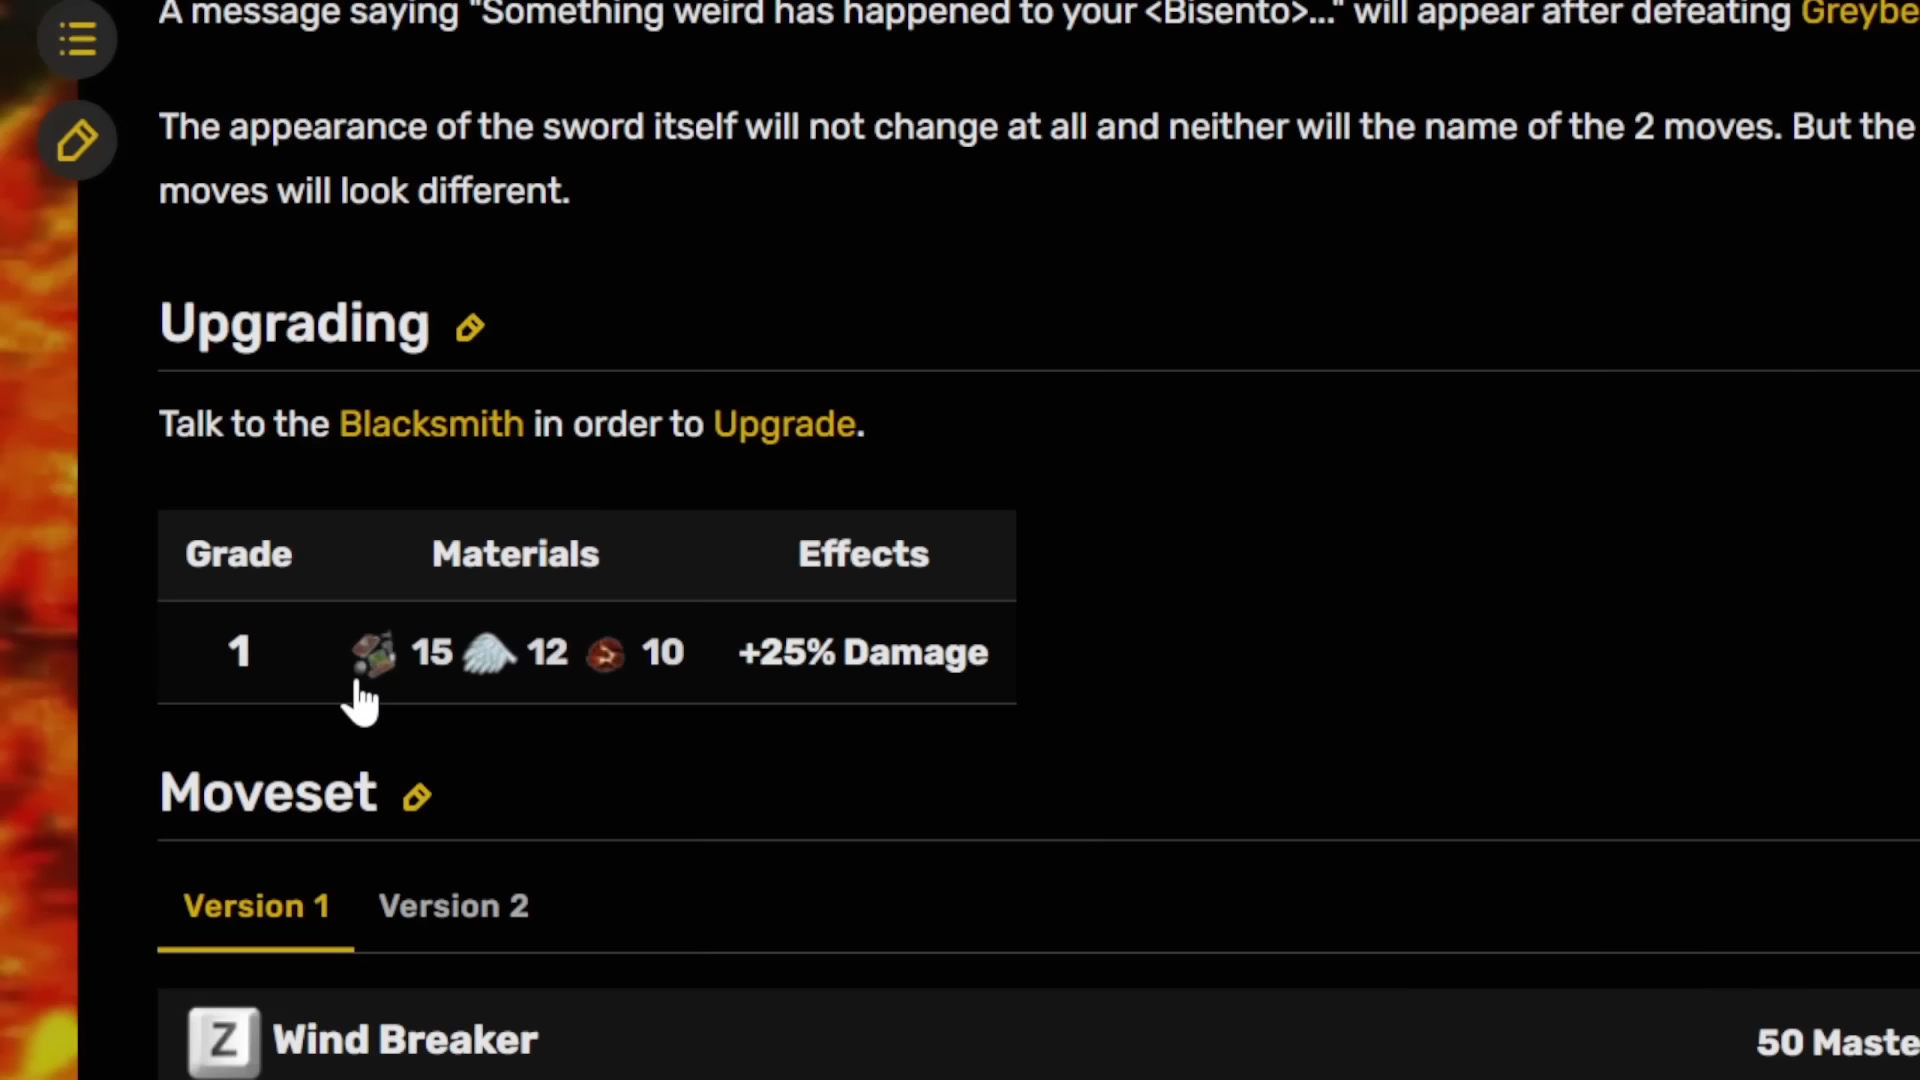 A message saying "Something weird has happened to your <Bisento>..." will appear after defeating Greybe
The appearance of the sword itself will not change at all and neither will the name of the 2 moves. But the
moves will look different.
Upgrading
Talk to the Blacksmith in order to Upgrade.
Grade Materials Effects
1 15 12 10 +25% Damage
Moveset
Version 1 Version 2
Z Wind Breaker 50 Maste